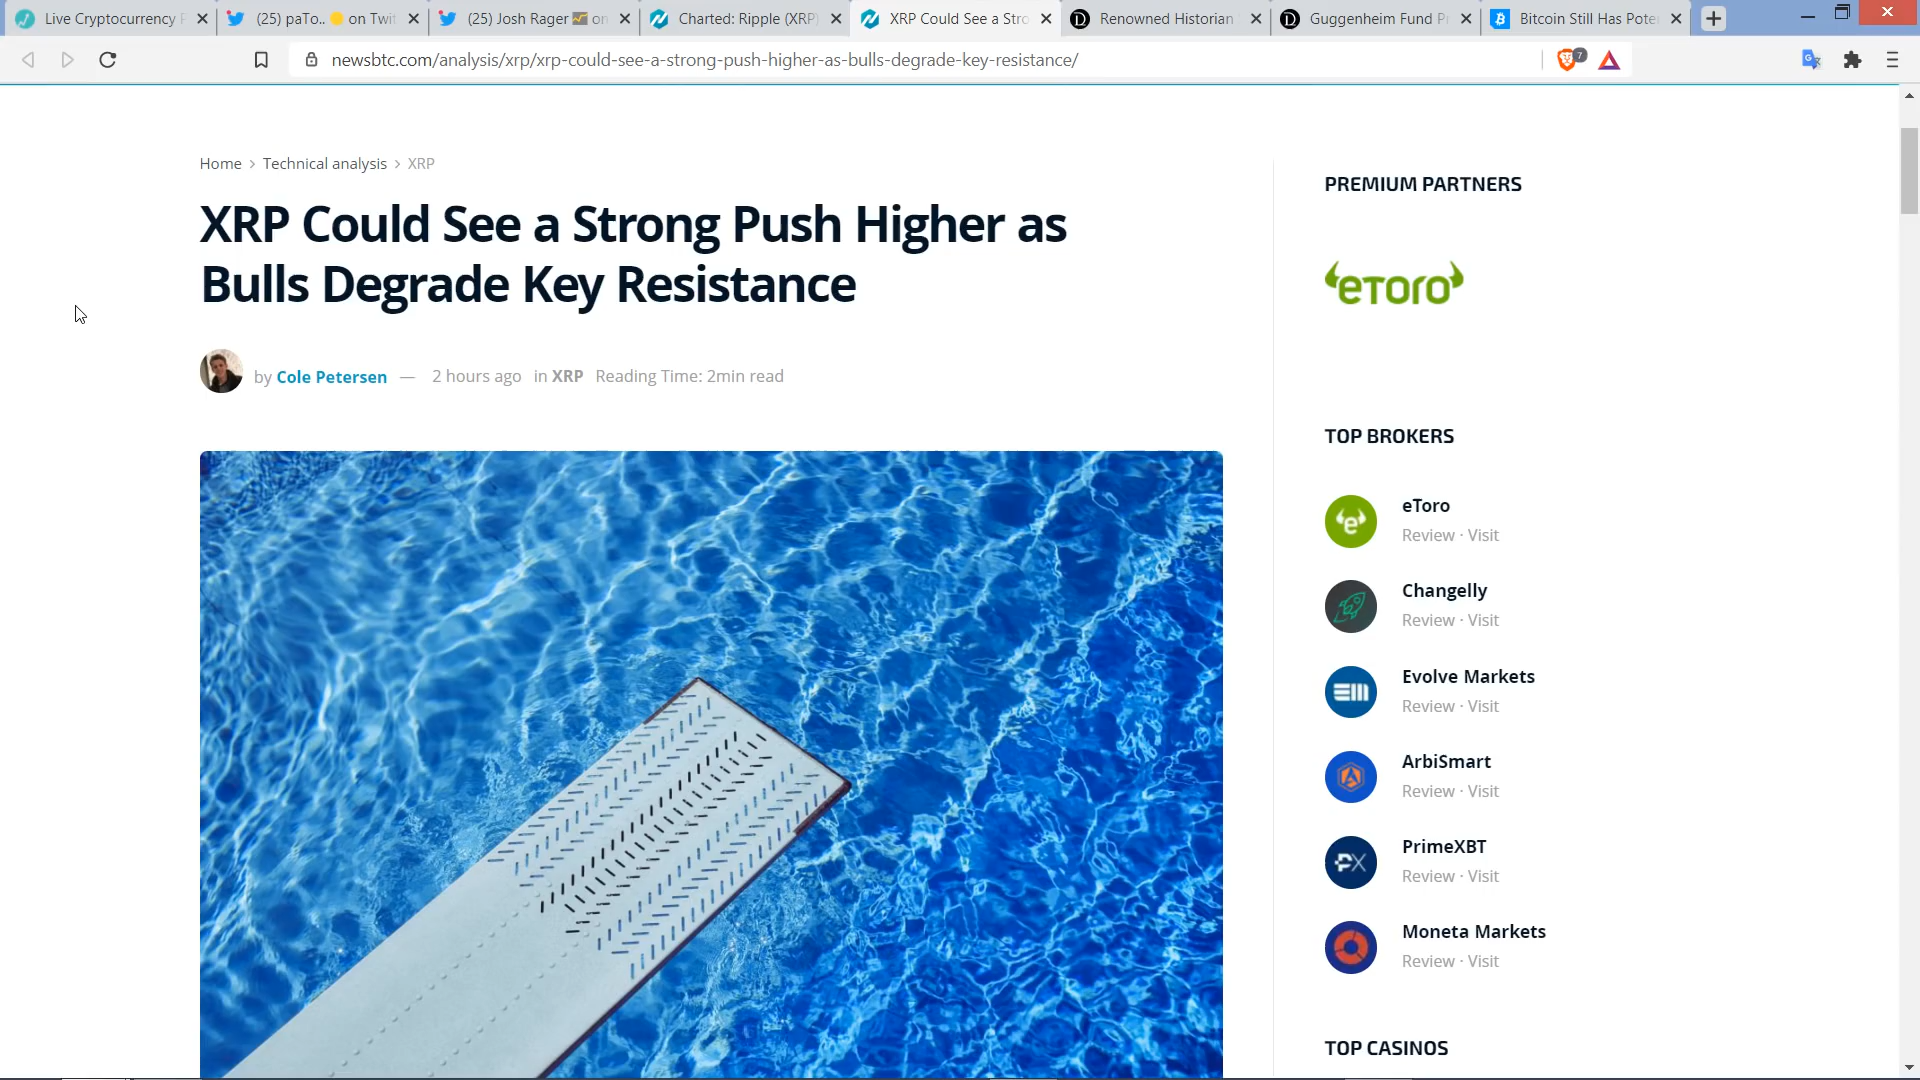 Live Cryptocurrency P
(25) paTo.. on Twit
(25) Josh Rager on
Charted: Ripple (XRP)
XRP Could See a Stro
Renowned Historian
Guggenheim Fund Pr
Bitcoin Still Has Pote
newsbtc.com/analysis/xrp/xrp-could-see-a-strong-push-higher-as-bulls-degrade-key-resistance/
7
Home > Technical analysis > XRP
XRP Could See a Strong Push Higher as
Bulls Degrade Key Resistance
by Cole Petersen — 2 hours ago in XRP Reading Time: 2min read
PREMIUM PARTNERS
eToro
TOP BROKERS
eToro
Review · Visit
Changelly
Review · Visit
Evolve Markets
Review · Visit
ArbiSmart
Review · Visit
PX
PrimeXBT
Review · Visit
Moneta Markets
Review · Visit
TOP CASINOS